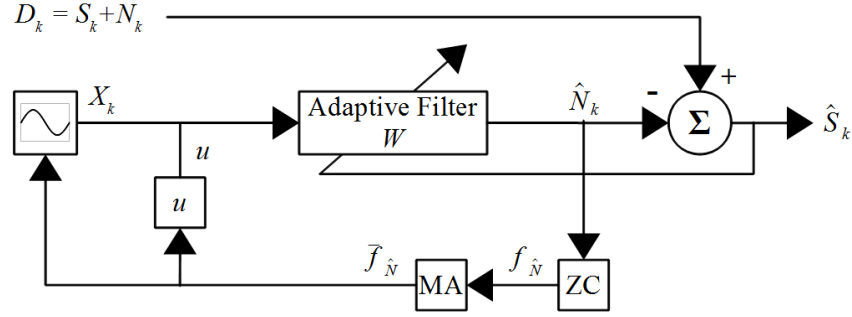 D_k = S_k + N_k
X_k
Adaptive Filter
W
N̂_k
-
+
Σ
Ŝ_k
u
u
f̄_N̂
MA
f_N̂
ZC